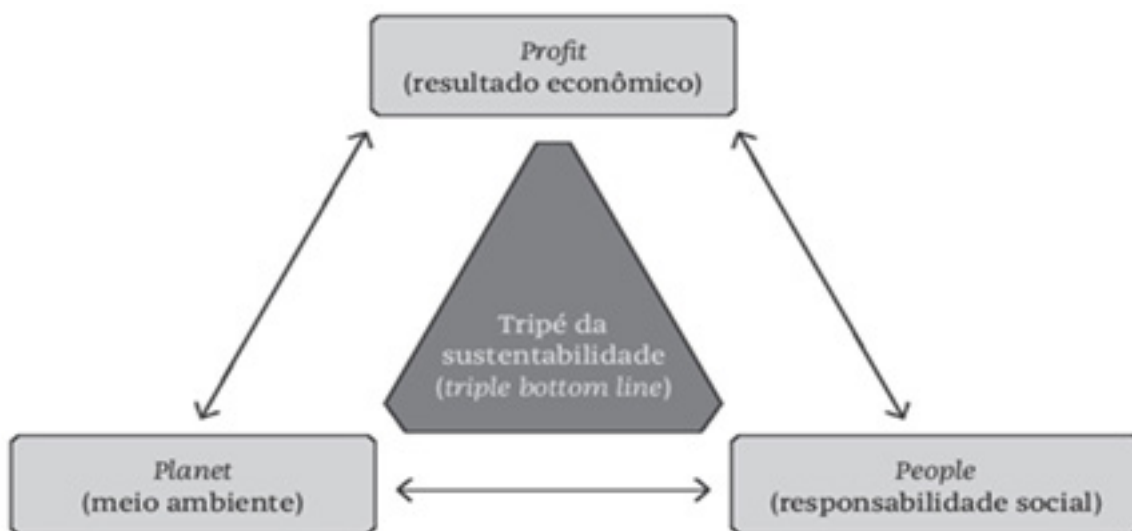 Profit
(resultado econômico)
Tripé da
sustentabilidade
(triple bottom line)
Planet
(meio ambiente)
People
(responsabilidade social)